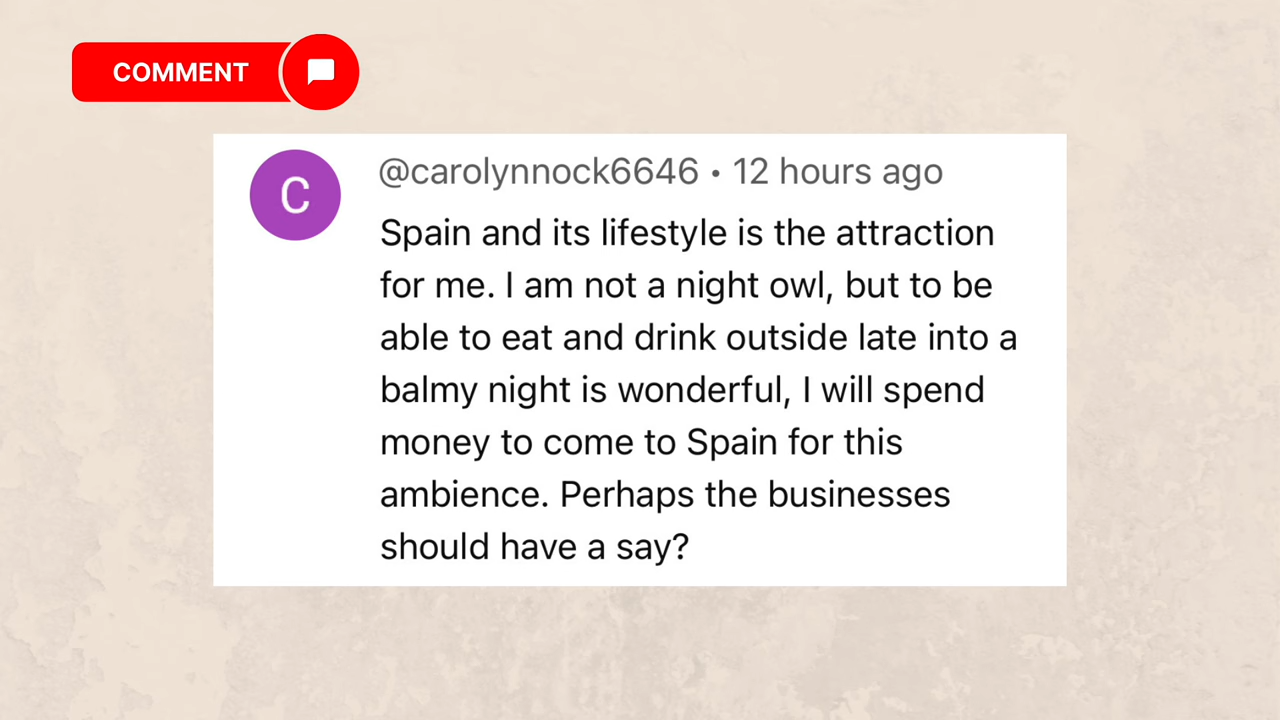 COMMENT
@carolynnock6646 • 12 hours ago
Spain and its lifestyle is the attraction
for me. I am not a night owl, but to be
able to eat and drink outside late into a
balmy night is wonderful, I will spend
money to come to Spain for this
ambience. Perhaps the businesses
should have a say?